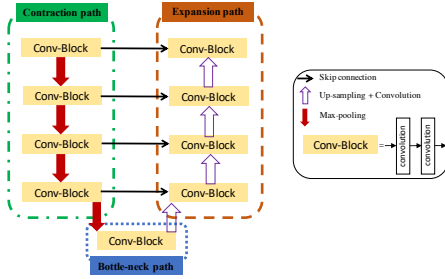 Contraction path
Expansion path
Conv-Block
Conv-Block
Conv-Block
Conv-Block
Conv-Block
Conv-Block
Conv-Block
Conv-Block
Conv-Block
Bottle-neck path
Skip connection
Up-sampling + Convolution
Max-pooling
Conv-Block
=
convolution
convolution